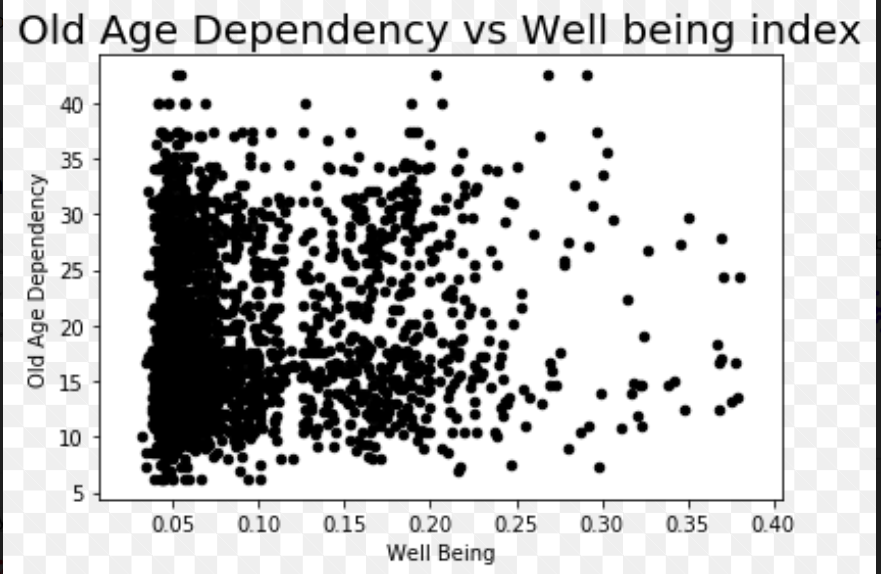 Old Age Dependency vs Well being index
40
35
30
25
20
15
10
5
Old Age Dependency
0.05 0.10 0.15 0.20 0.25 0.30 0.35 0.40
Well Being